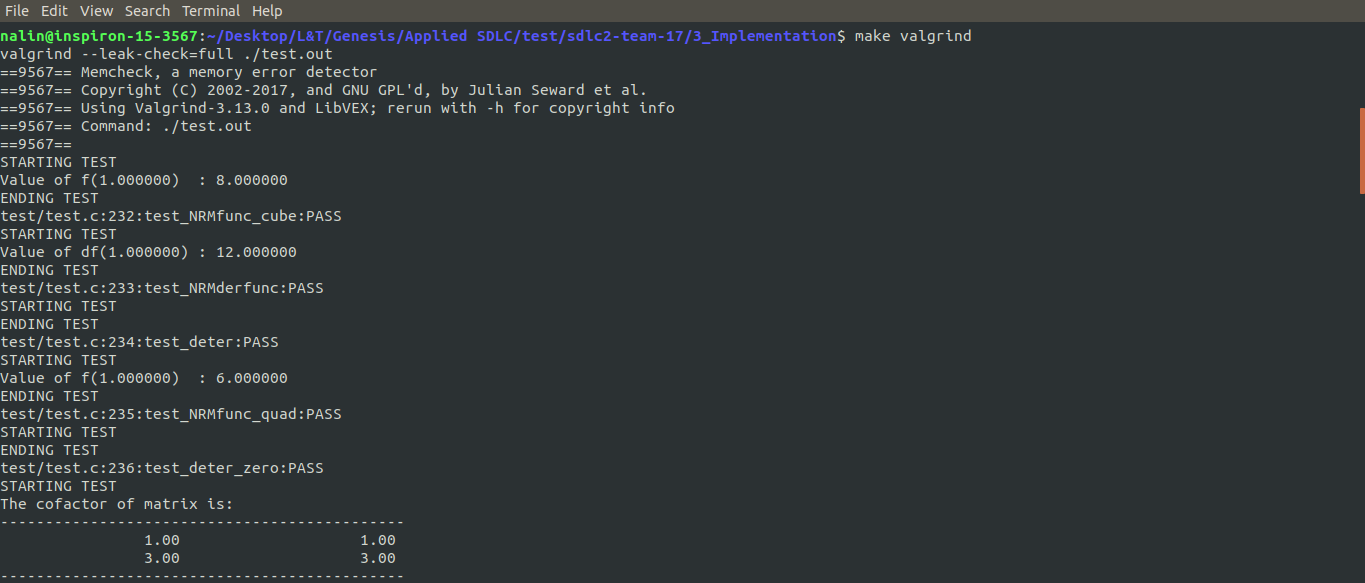 File Edit View Search Terminal Help
nalin@inspiron-15-3567:~/Desktop/L&T/Genesis/Applied SDLC/test/sdlc2-team-17/3_Implementation$ make valgrind
valgrind --leak-check=full ./test.out
==9567== Memcheck, a memory error detector
==9567== Copyright (C) 2002-2017, and GNU GPL'd, by Julian Seward et al.
==9567== Using Valgrind-3.13.0 and LibVEX; rerun with -h for copyright info
==9567== Command: ./test.out
==9567==
STARTING TEST
Value of f(1.000000)  : 8.000000
ENDING TEST
test/test.c:232:test_NRMfunc_cube:PASS
STARTING TEST
Value of df(1.000000) : 12.000000
ENDING TEST
test/test.c:233:test_NRMderfunc:PASS
STARTING TEST
ENDING TEST
test/test.c:234:test_deter:PASS
STARTING TEST
Value of f(1.000000)  : 6.000000
ENDING TEST
test/test.c:235:test_NRMfunc_quad:PASS
STARTING TEST
ENDING TEST
test/test.c:236:test_deter_zero:PASS
STARTING TEST
The cofactor of matrix is:
---------------------------------------------
                1.00                    1.00
                3.00                    3.00
---------------------------------------------